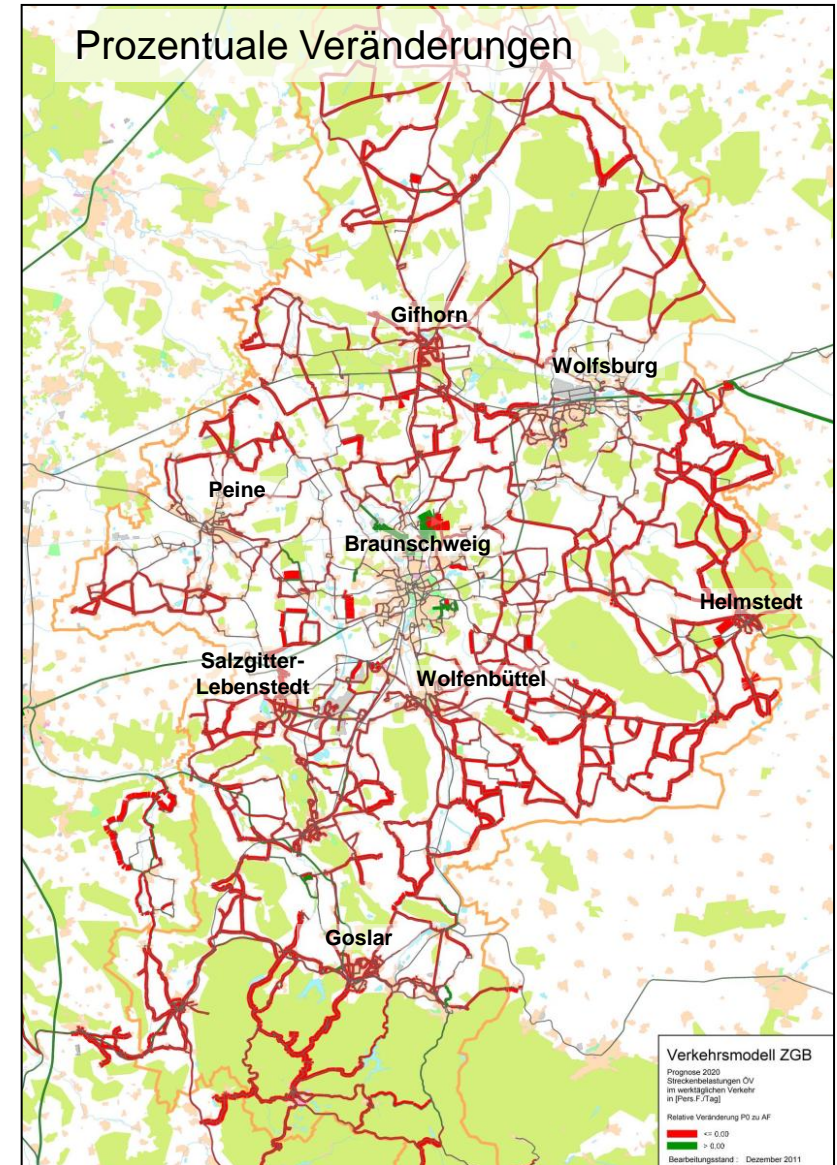 Prozentuale Veränderungen
Gifhorn
Wolfsburg
Peine
Braunschweig
Helmstedt
Salzgitter-
Lebenstedt
Wolfenbüttel
Goslar
Verkehrsmodell ZGB
Prognose 2020
Streckenbelastungen ÖV
im werktäglichen Verkehr
in [Pers.F./Tag]
Relative Veränderung P0 zu AF
<= 0.00
> 0.00
Bearbeitungsstand : Dezember 2011